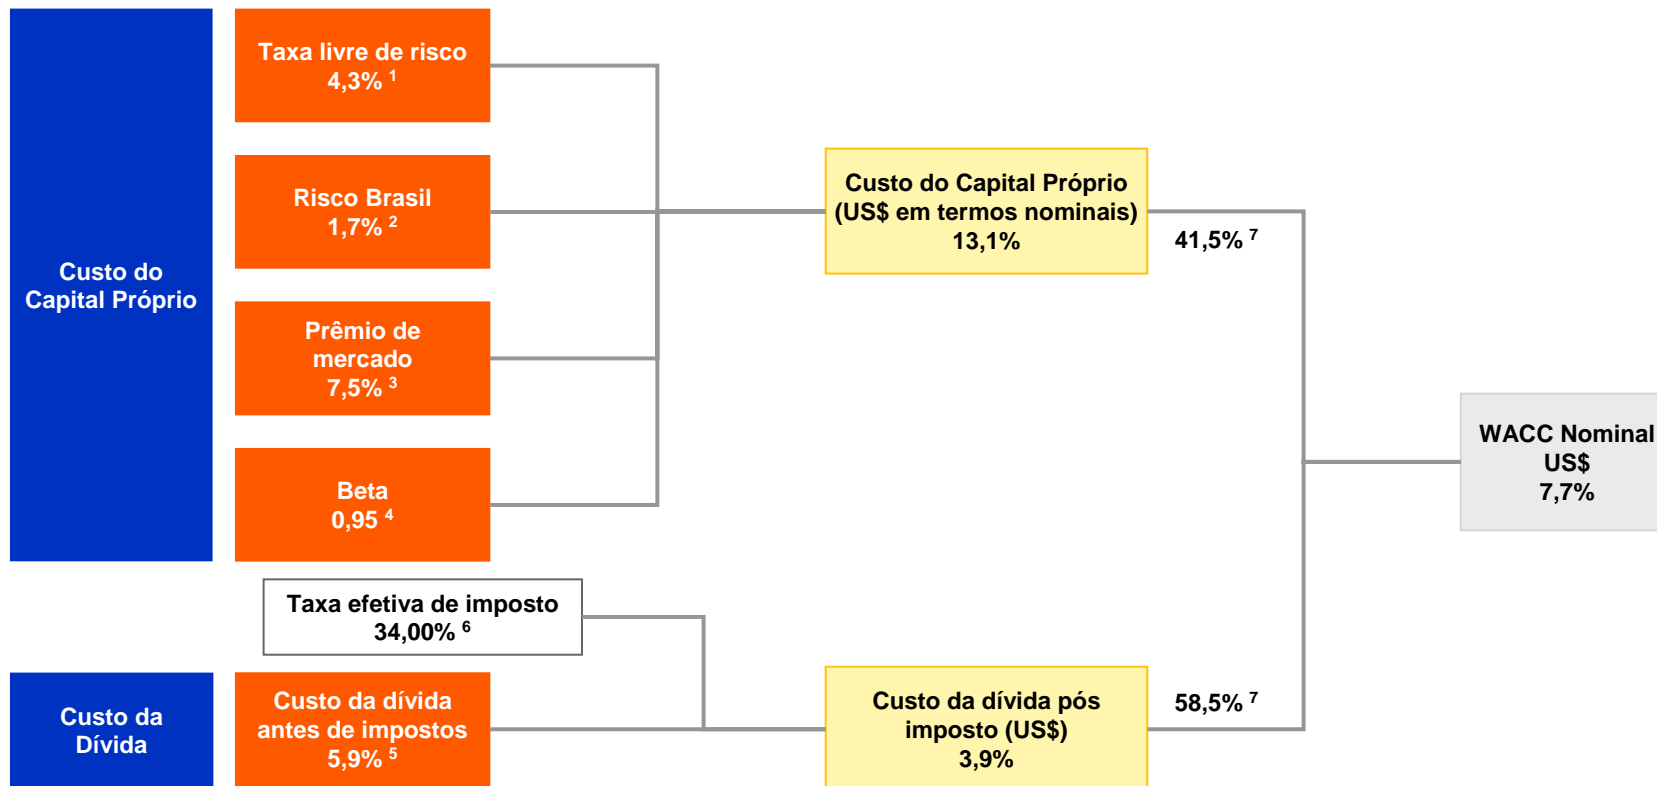 Custo do
Capital Próprio
Taxa livre de risco
4,3% 1
Risco Brasil
1,7% 2
Prêmio de
mercado
7,5% 3
Beta
0,95 4
Custo do Capital Próprio
(US$ em termos nominais)
13,1%
41,5% 7
WACC Nominal
US$
7,7%
Taxa efetiva de imposto
34,00% 6
Custo da
Dívida
Custo da dívida
antes de impostos
5,9% 5
Custo da dívida pós
imposto (US$)
3,9%
58,5% 7